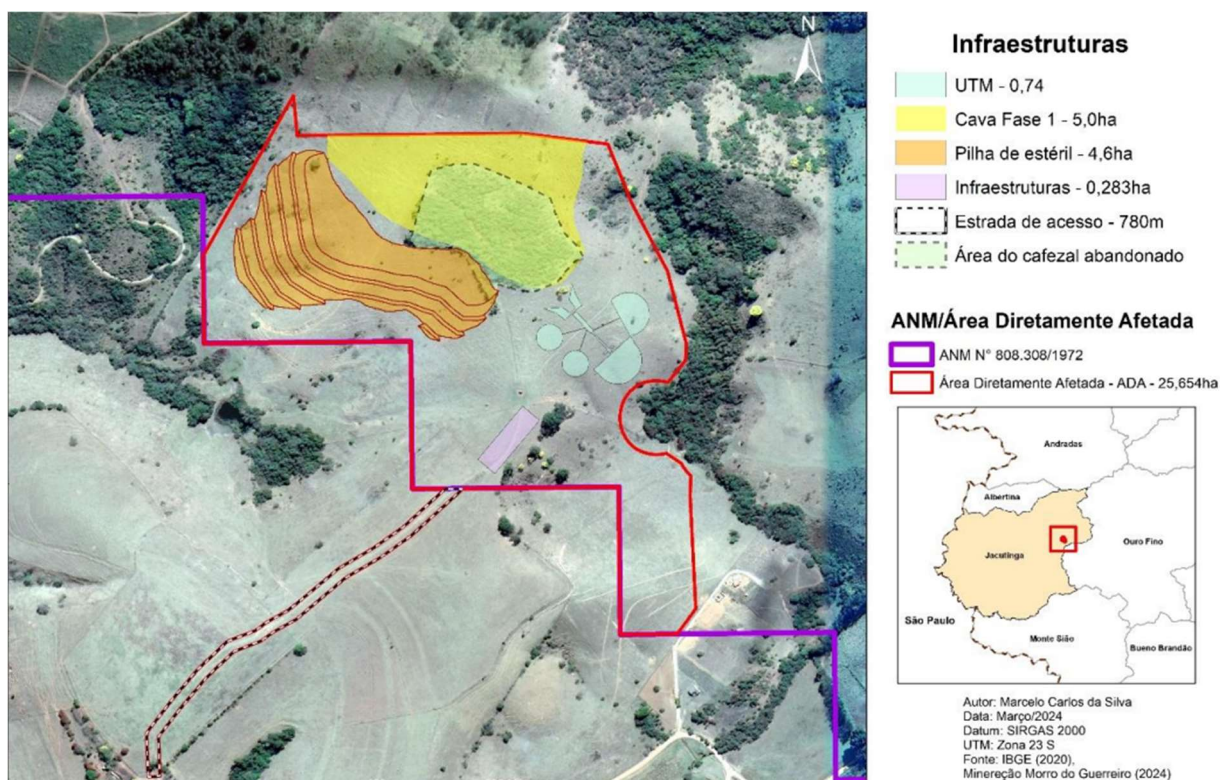 N
Infraestruturas
UTM - 0,74
Cava Fase 1 - 5,0ha
Pilha de estéril - 4,6ha
Infraestruturas - 0,283ha
Estrada de acesso - 780m
Área do cafezal abandonado
ANM/Área Diretamente Afetada
ANM N° 808.308/1972
Área Diretamente Afetada - ADA - 25,654ha
Andradas
Albertina
Jacutinga
Ouro Fino
São Paulo
Monte Sião
Bueno Brandão
Autor: Marcelo Carlos da Silva
Data: Março/2024
Datum: SIRGAS 2000
UTM: Zona 23 S
Fonte: IBGE (2020),
Minereção Morro do Guerreiro (2024)